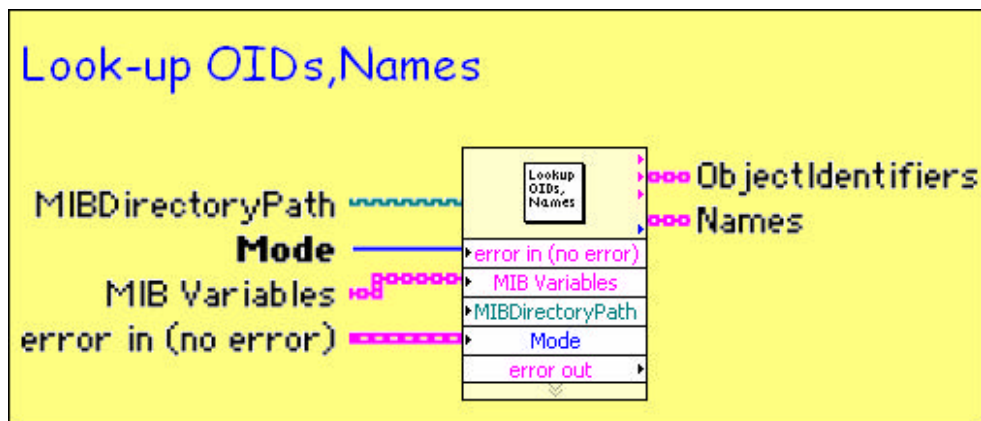 Look-up OIDs,Names
MIBDirectoryPath
Mode
MIB Variables
error in (no error)
Lookup
OIDs,
Names
error in (no error)
MIB Variables
MIBDirectoryPath
Mode
error out
ObjectIdentifiers
Names